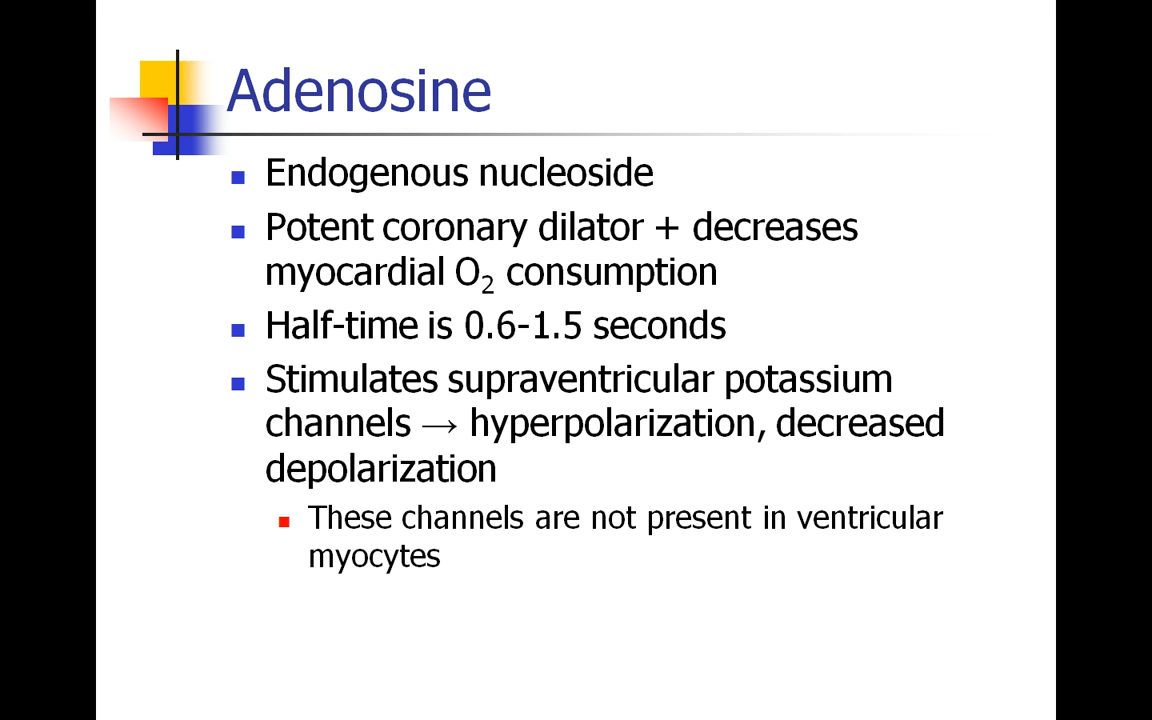 Adenosine
Endogenous nucleoside
Potent coronary dilator + decreases
myocardial O₂ consumption
Half-time is 0.6-1.5 seconds
Stimulates supraventricular potassium
channels → hyperpolarization, decreased
depolarization
These channels are not present in ventricular
myocytes